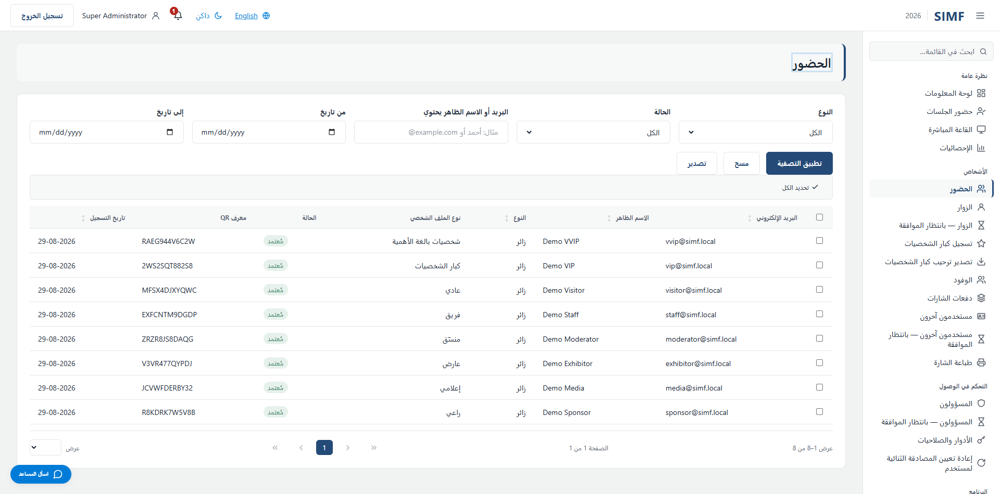 SIMF
2026
English
داكن
1
Super Administrator
تسجيل الخروج
ابحث في القائمة...
نظرة عامة
لوحة المعلومات
حضور الجلسات
القاعة المباشرة
الإحصائيات
الأشخاص
الحضور
الزوار
الزوار — بانتظار الموافقة
تسجيل كبار الشخصيات
تصدير ترحيب كبار الشخصيات
الوفود
دفعات الشارات
مستخدمون آخرون
مستخدمون آخرون — بانتظار
الموافقة
طباعة الشارة
التحكم في الوصول
المسؤولون
المسؤولون — بانتظار الموافقة
الأدوار والصلاحيات
إعادة تعيين المصادقة الثنائية
لمستخدم
البرنامج
الحضور
النوع الحالة البريد أو الاسم الظاهر يحتوي من تاريخ إلى تاريخ
الكل الكل مثال: أحمد أو example.com@ mm/dd/yyyy mm/dd/yyyy
تطبيق التصفية مسح تصدير
تحديد الكل
البريد الإلكتروني الاسم الظاهر النوع نوع الملف الشخصي الحالة معرف QR تاريخ التسجيل
vvip@simf.local Demo VVIP زائر شخصيات بالغة الأهمية مُعتمد RAEG944V6C2W 29-08-2026
vip@simf.local Demo VIP زائر كبار الشخصيات مُعتمد 2WS2SQT882S8 29-08-2026
visitor@simf.local Demo Visitor زائر عادي مُعتمد MFSX4DJXYQWC 29-08-2026
staff@simf.local Demo Staff زائر فريق مُعتمد EXFCNTM9DGDP 29-08-2026
moderator@simf.local Demo Moderator زائر منسّق مُعتمد ZRZR8JS8DAQG 29-08-2026
exhibitor@simf.local Demo Exhibitor زائر عارض مُعتمد V3VR477QYPDJ 29-08-2026
media@simf.local Demo Media زائر إعلامي مُعتمد JCVWFDERBY32 29-08-2026
sponsor@simf.local Demo Sponsor زائر راعي مُعتمد R8KDRK7W5V8B 29-08-2026
عرض 1–8 من 8 الصفحة 1 من 1 » › 1 ‹ « عرض
اسأل المساعد